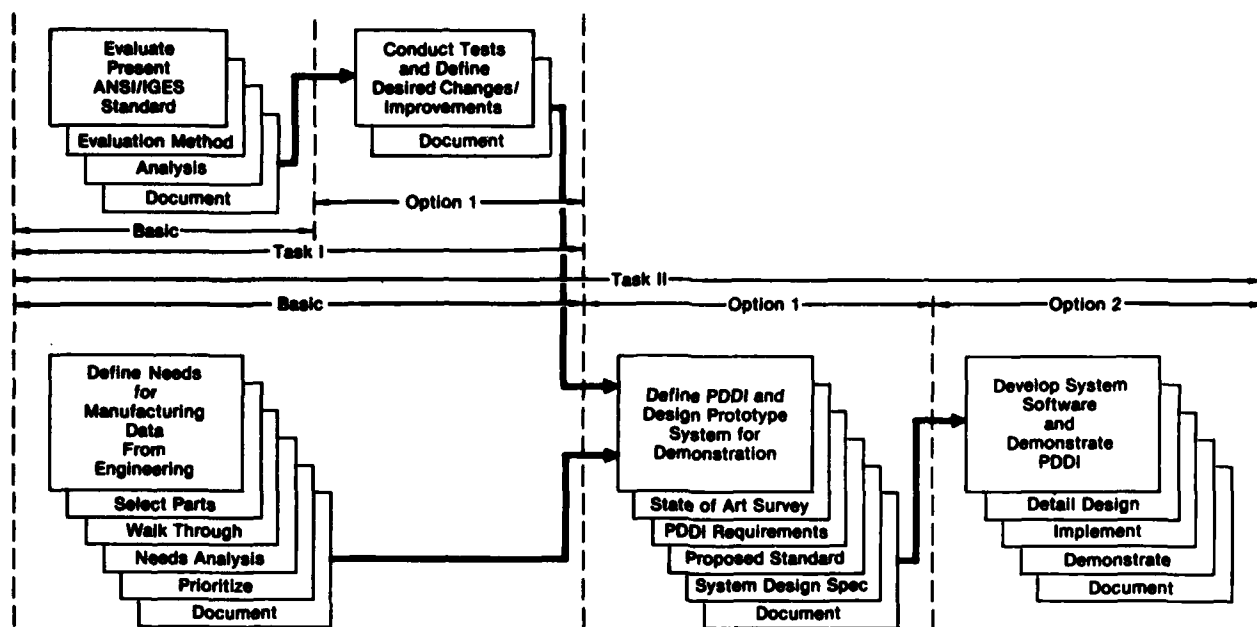 Evaluate
Present
ANSI/IGES
Standard
Evaluation Method
Analysis
Document
Conduct Tests
and Define
Desired Changes/
Improvements
Document
Option 1
Basic
Task I
Task II
Basic
Option 1
Option 2
Define Needs
for
Manufacturing
Data
From
Engineering
Select Parts
Walk Through
Needs Analysis
Prioritize
Document
Define PDDI and
Design Prototype
System for
Demonstration
State of Art Survey
PDDI Requirements
Proposed Standard
System Design Spec
Document
Develop System
Software
and
Demonstrate
PDDI
Detail Design
Implement
Demonstrate
Document